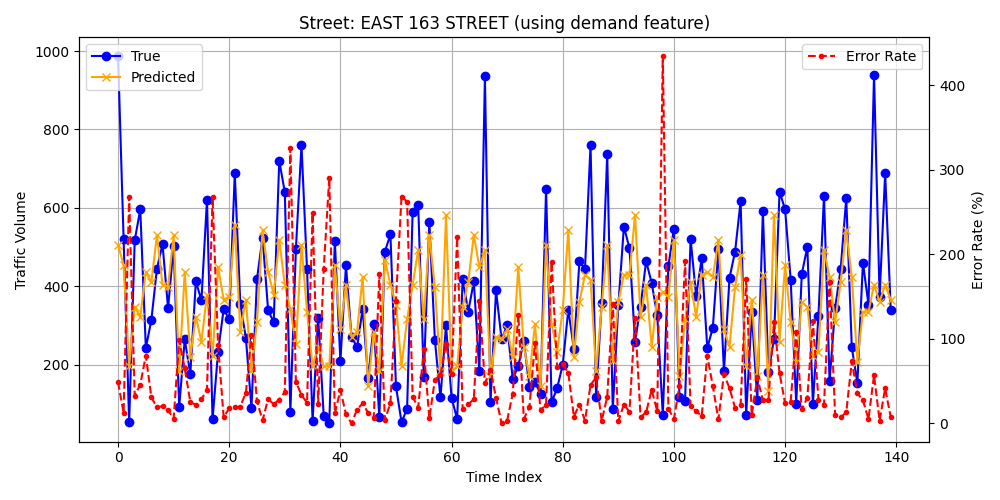 Street: EAST 163 STREET (using demand feature)
True
Predicted
Error Rate
1000
800
600
400
200
Traffic Volume
400
300
200
100
0
Error Rate (%)
0 20 40 60 80 100 120 140
Time Index